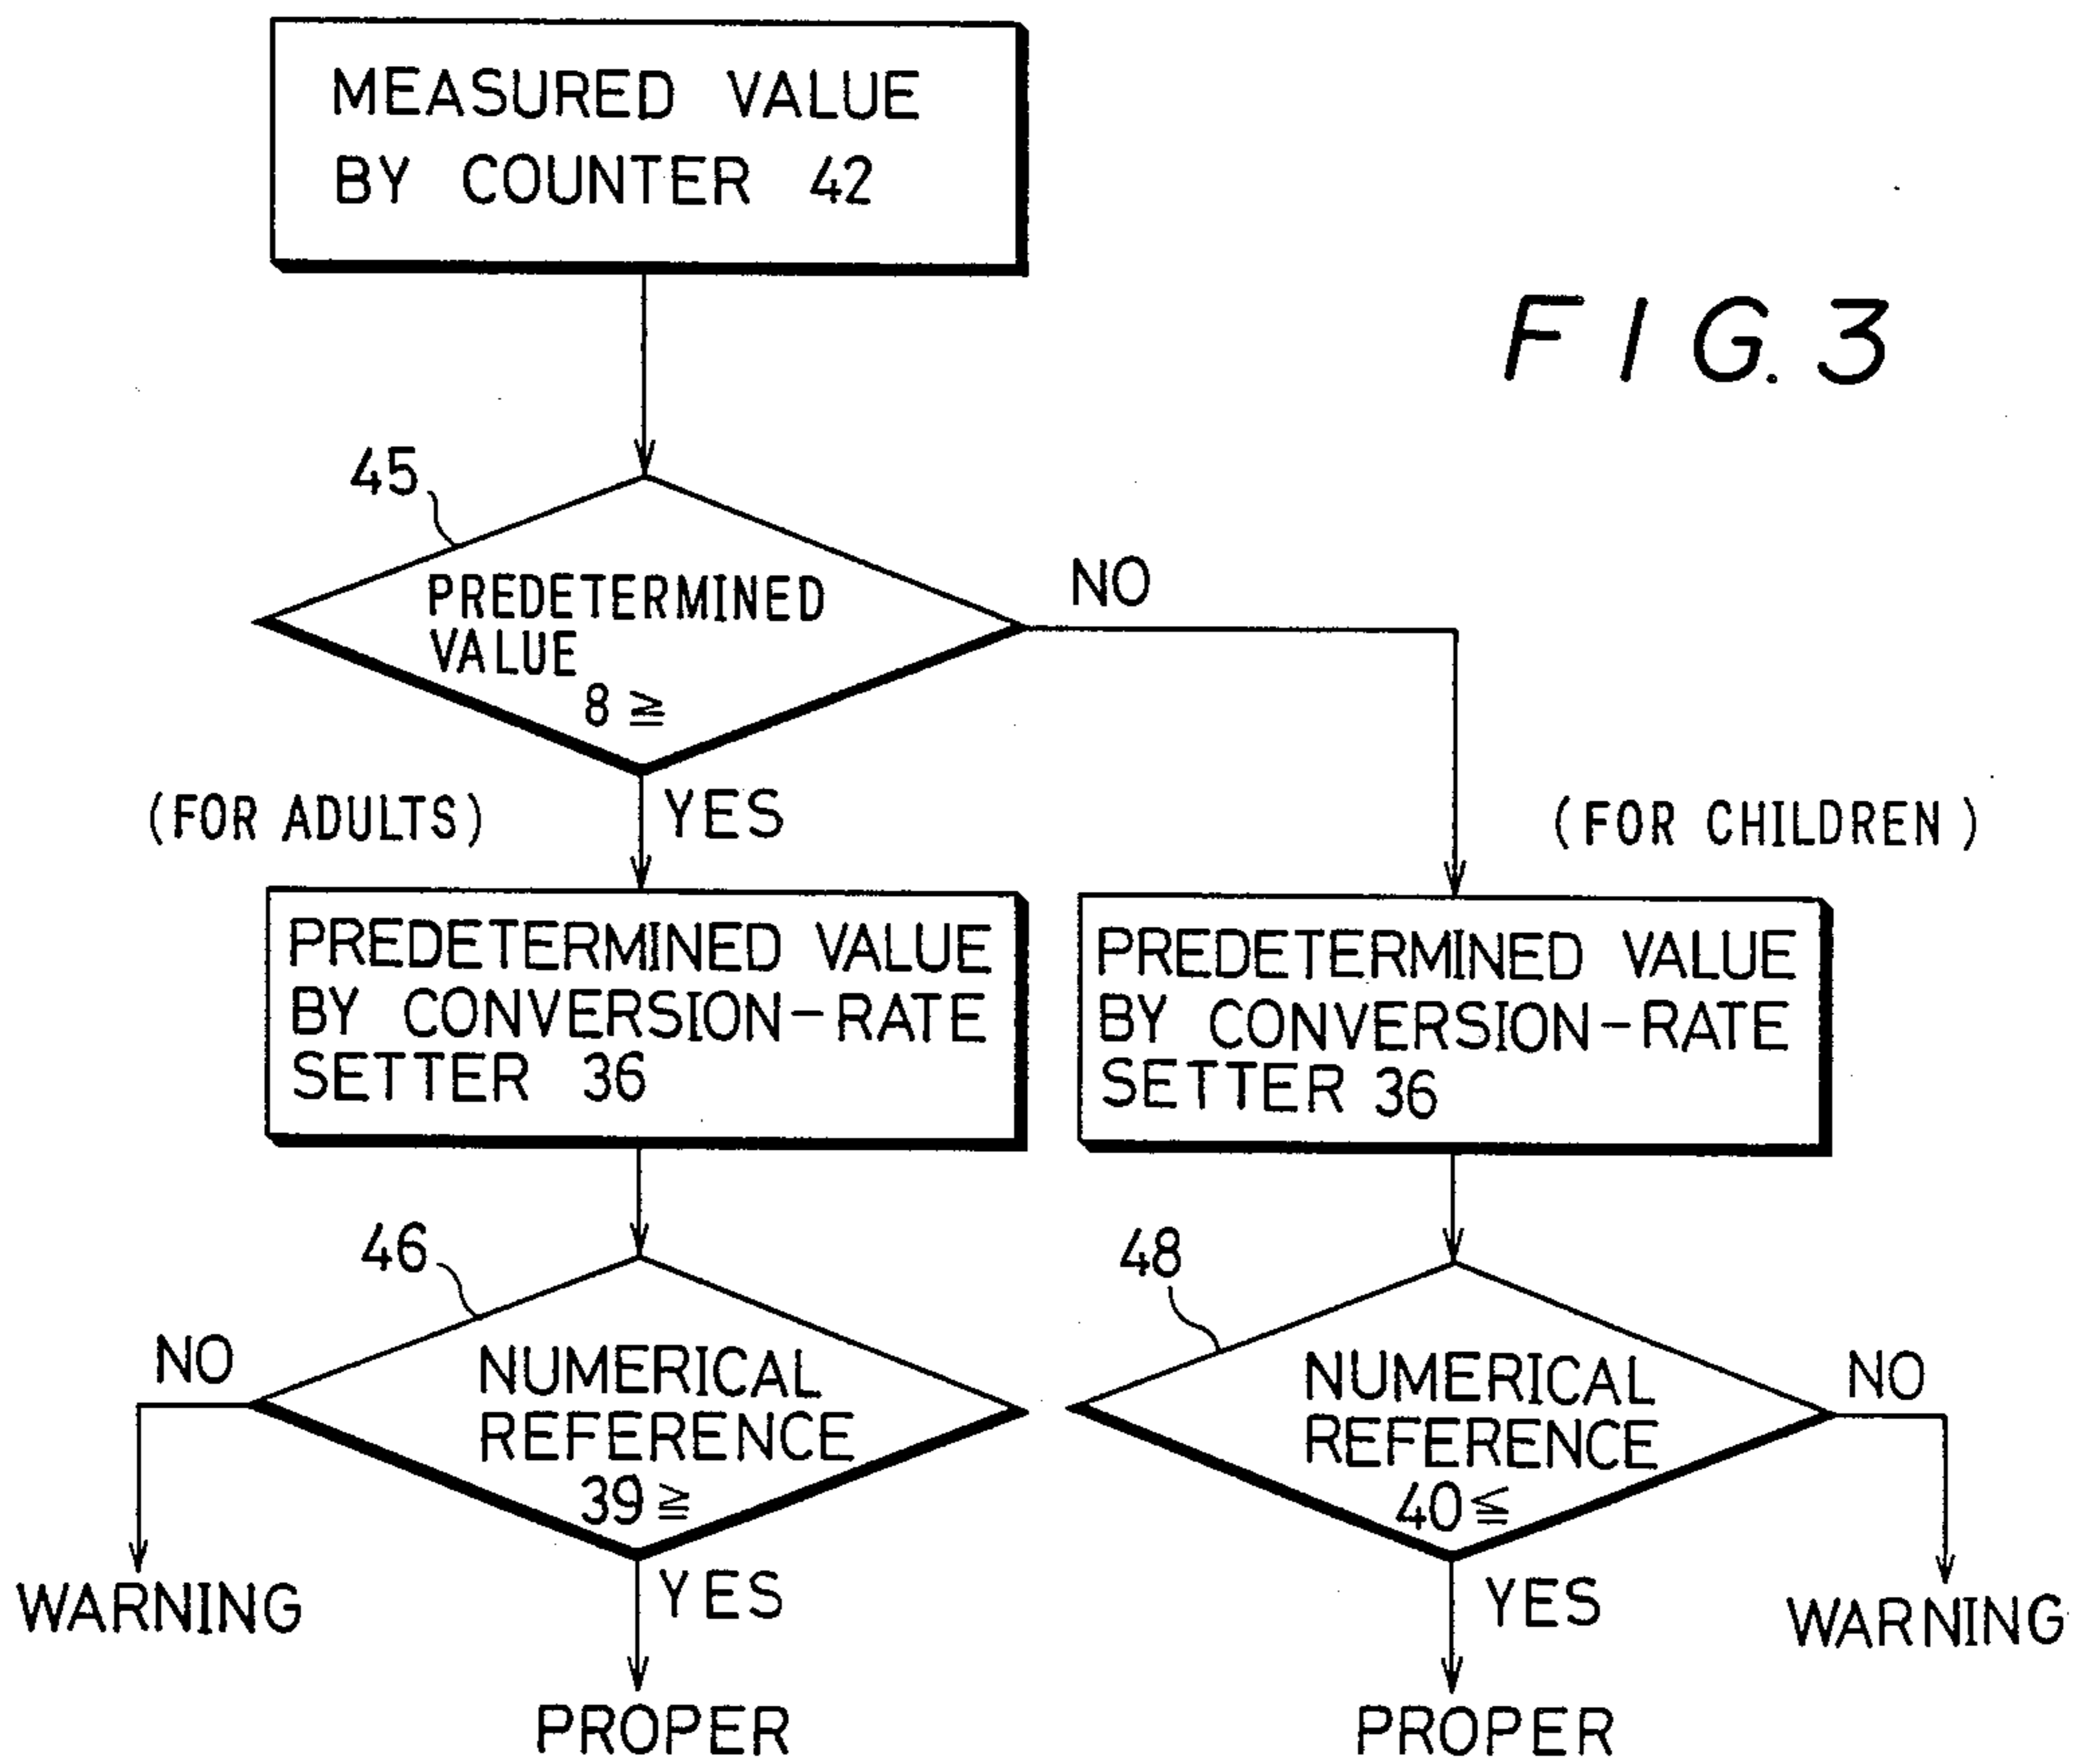 MEASURED VALUE
BY COUNTER 42
FIG. 3
45
PREDETERMINED
VALUE
8 ≧
NO
(FOR ADULTS)
YES
(FOR CHILDREN)
PREDETERMINED VALUE
BY CONVERSION-RATE
SETTER 36
PREDETERMINED VALUE
BY CONVERSION-RATE
SETTER 36
46
NUMERICAL
REFERENCE
39 ≧
NO
WARNING
YES
PROPER
48
NUMERICAL
REFERENCE
40 ≦
NO
WARNING
YES
PROPER